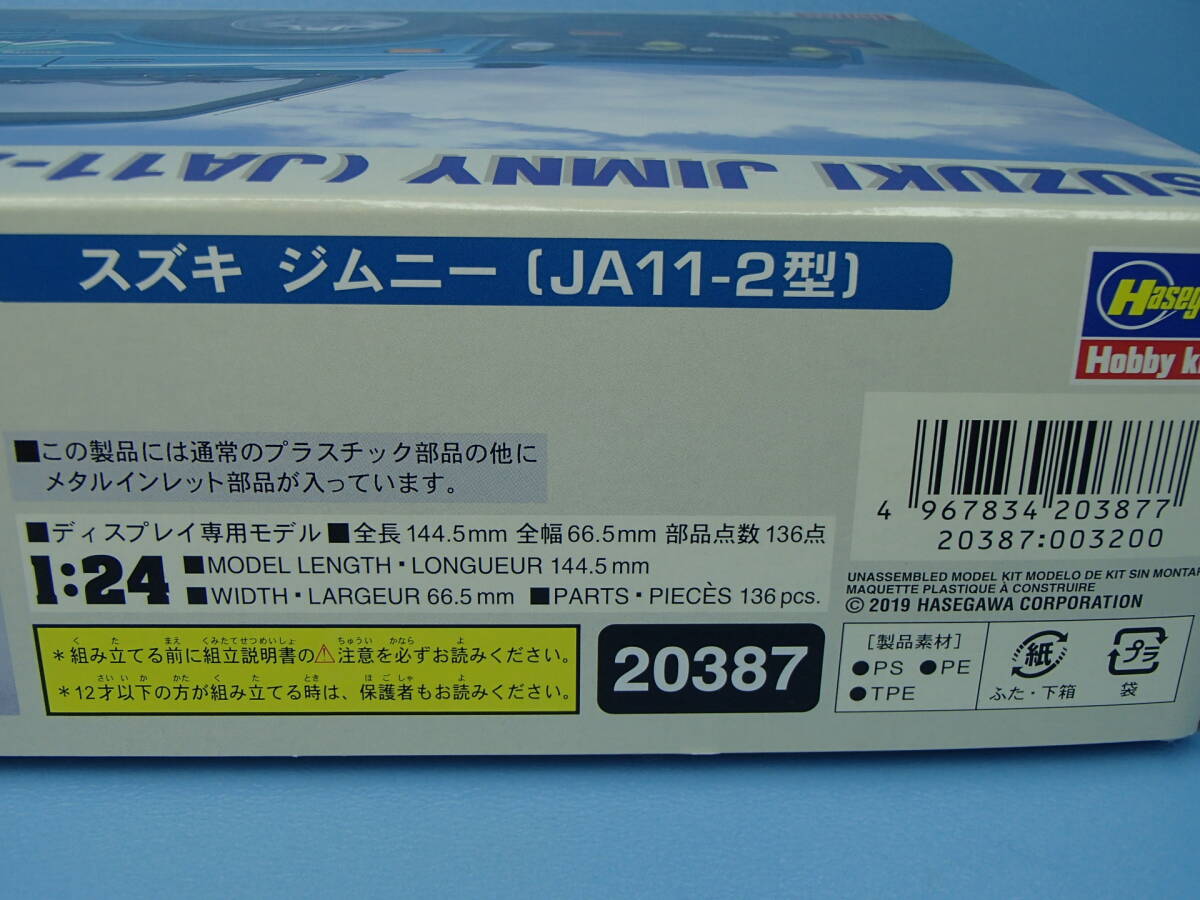 SUZUKI JIMNY (JA11-
スズキ ジムニー (JA11-2型)
Hobby
■この製品には通常のプラスチック部品の他に
メタルインレット部品が入っています。
■ディスプレイ専用モデル ■全長144.5mm 全幅66.5mm 部品点数136点
1:24
■MODEL LENGTH・LONGUEUR 144.5mm
■WIDTH・LARGEUR 66.5mm ■PARTS・PIECÈS 136pcs.
*組み立てる前に組立説明書の⚠注意を必ずお読みください。
*12才以下の方が組み立てる時は、保護者もお読みください。
20387
4 967834 203877
20387:003200
UNASSEMBLED MODEL KIT MODELO DE KIT SIN MONTAR
MAQUETTE PLASTIQUE À CONSTRUIRE
© 2019 HASEGAWA CORPORATION
[製品素材]
●PS ●PE
●TPE
紙
ふた・下箱
プラ
袋